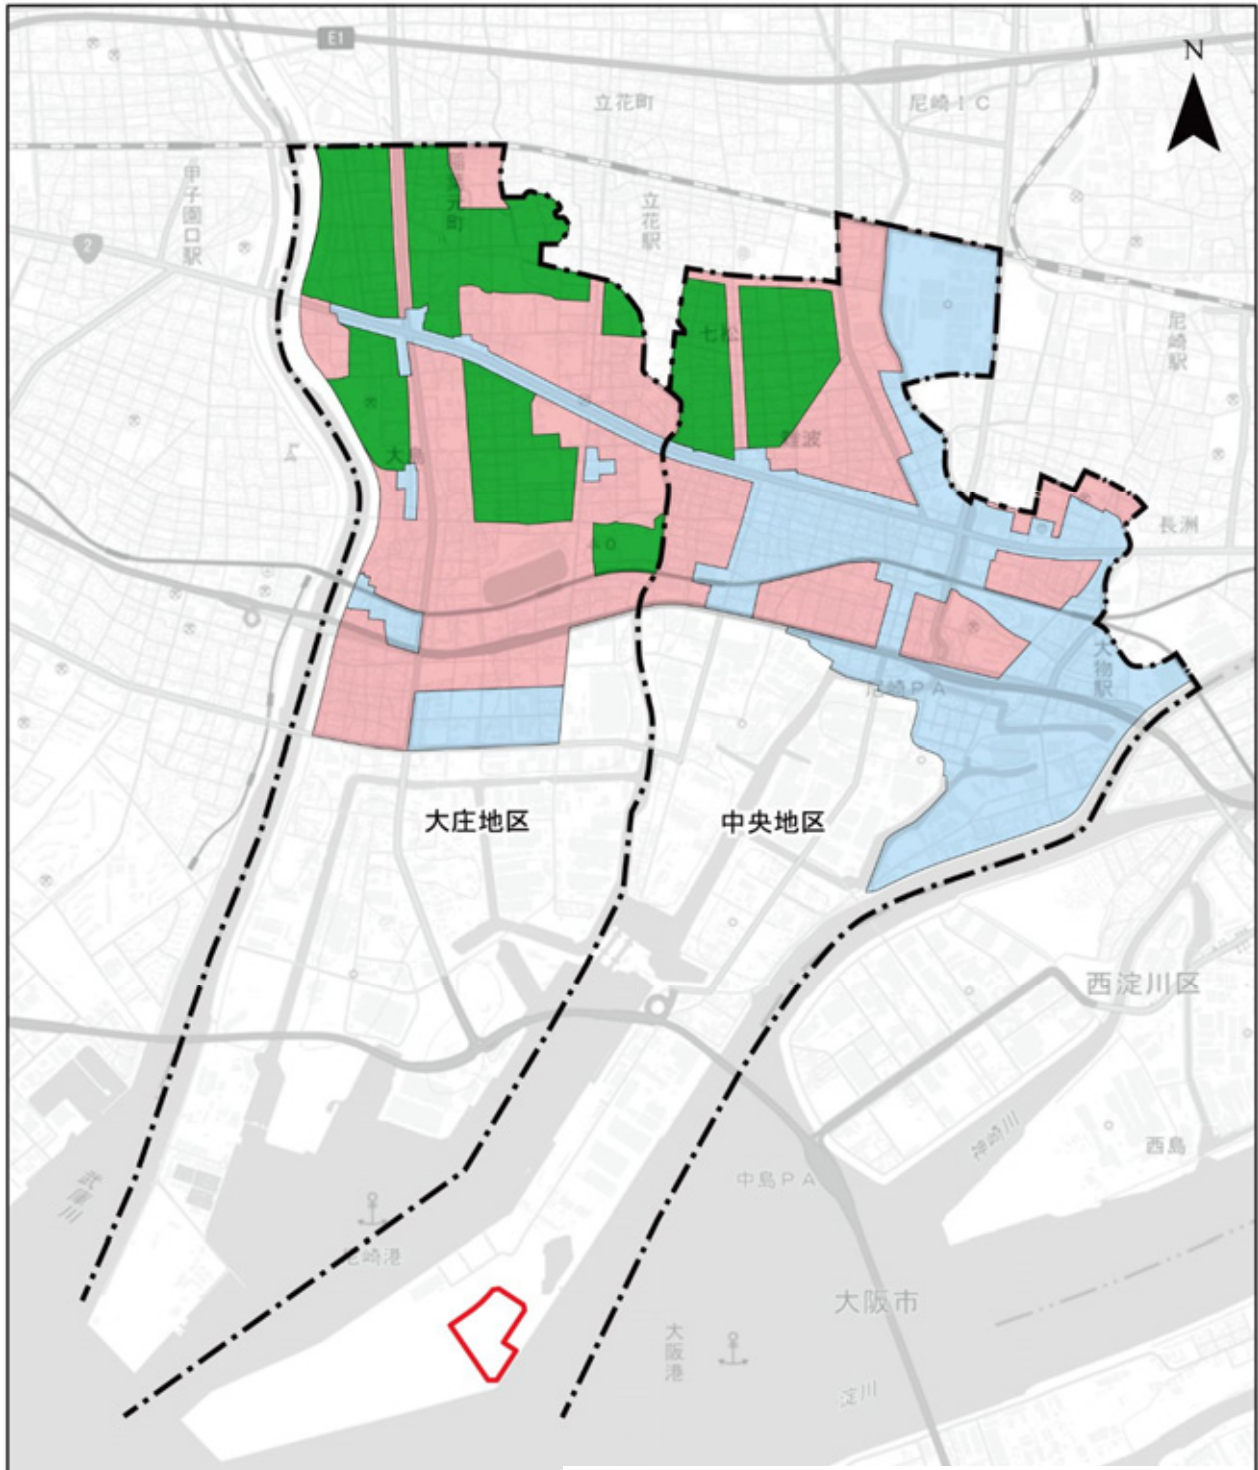 E1
N
立花町
尼崎IC
甲子園口駅
元町
立花駅
2
尼崎駅
七松
難波
大島
長洲
大物駅
尼崎PA
大庄地区
中央地区
西淀川区
神崎川
西島
中島PA
武庫川
尼崎港
大阪市
大阪港
淀川